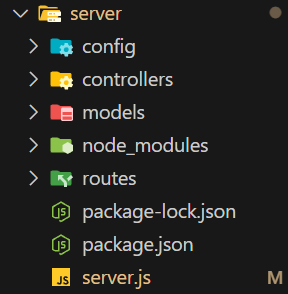 server
config
controllers
models
node_modules
routes
package-lock.json
package.json
server.js M